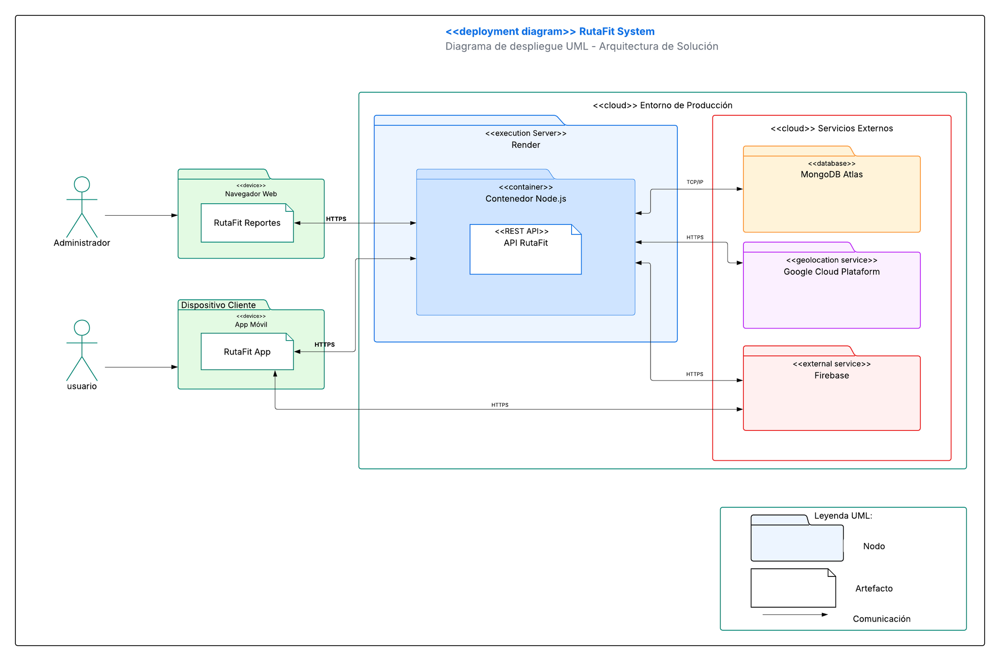 <<deployment diagram>> RutaFit System
Diagrama de despliegue UML - Arquitectura de Solución
<<cloud>> Entorno de Producción
<<execution Server>>
Render
<<container>>
Contenedor Node.js
<<REST API>>
API RutaFit
<<cloud>> Servicios Externos
<<database>>
MongoDB Atlas
<<geolocation service>>
Google Cloud Plataform
<<external service>>
Firebase
Administrador
<<device>>
Navegador Web
RutaFit Reportes
HTTPS
TCP/IP
HTTPS
usuario
Dispositivo Cliente
<<device>>
App Móvil
RutaFit App
HTTPS
HTTPS
HTTPS
Leyenda UML:
Nodo
Artefacto
Comunicación